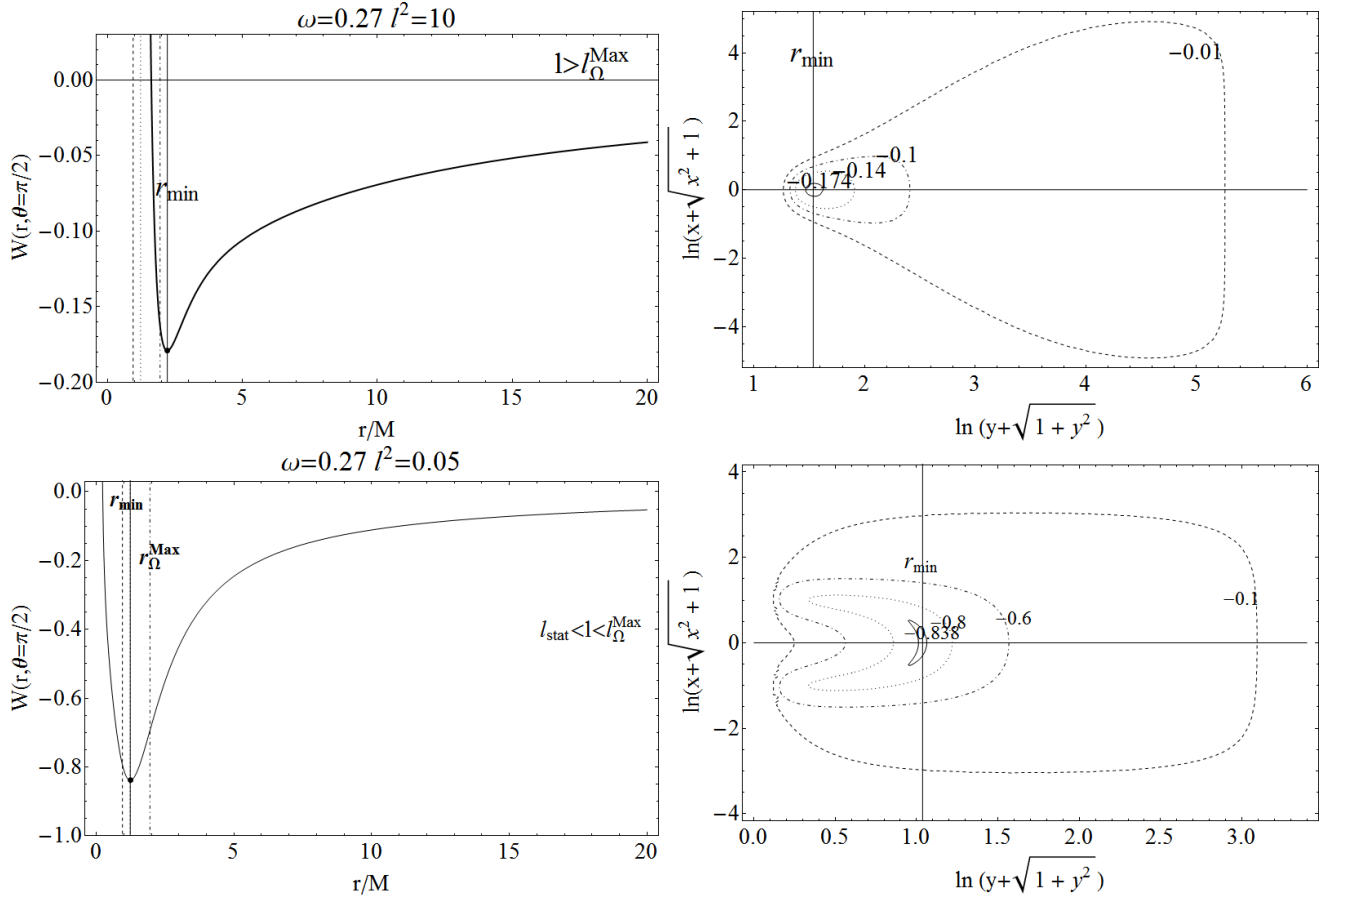 ω=0.27 l²=10
l>l_Ω^Max
r_min
W(r,θ=π/2)
0.00
−0.05
−0.10
−0.15
−0.20
0 5 10 15 20
r/M
r_min
−0.01
−0.1
−0.14
−0.174
ln(x+√x²+1 )
4
2
0
−2
−4
1 2 3 4 5 6
ln (y+√1+y² )
ω=0.27 l²=0.05
r_min
r_Ω^Max
l_stat<l<l_Ω^Max
W(r,θ=π/2)
0.0
−0.2
−0.4
−0.6
−0.8
−1.0
0 5 10 15 20
r/M
r_min
−0.1
−0.6
−0.8
−0.838
ln(x+√x²+1 )
4
2
0
−2
−4
0.0 0.5 1.0 1.5 2.0 2.5 3.0
ln (y+√1+y² )